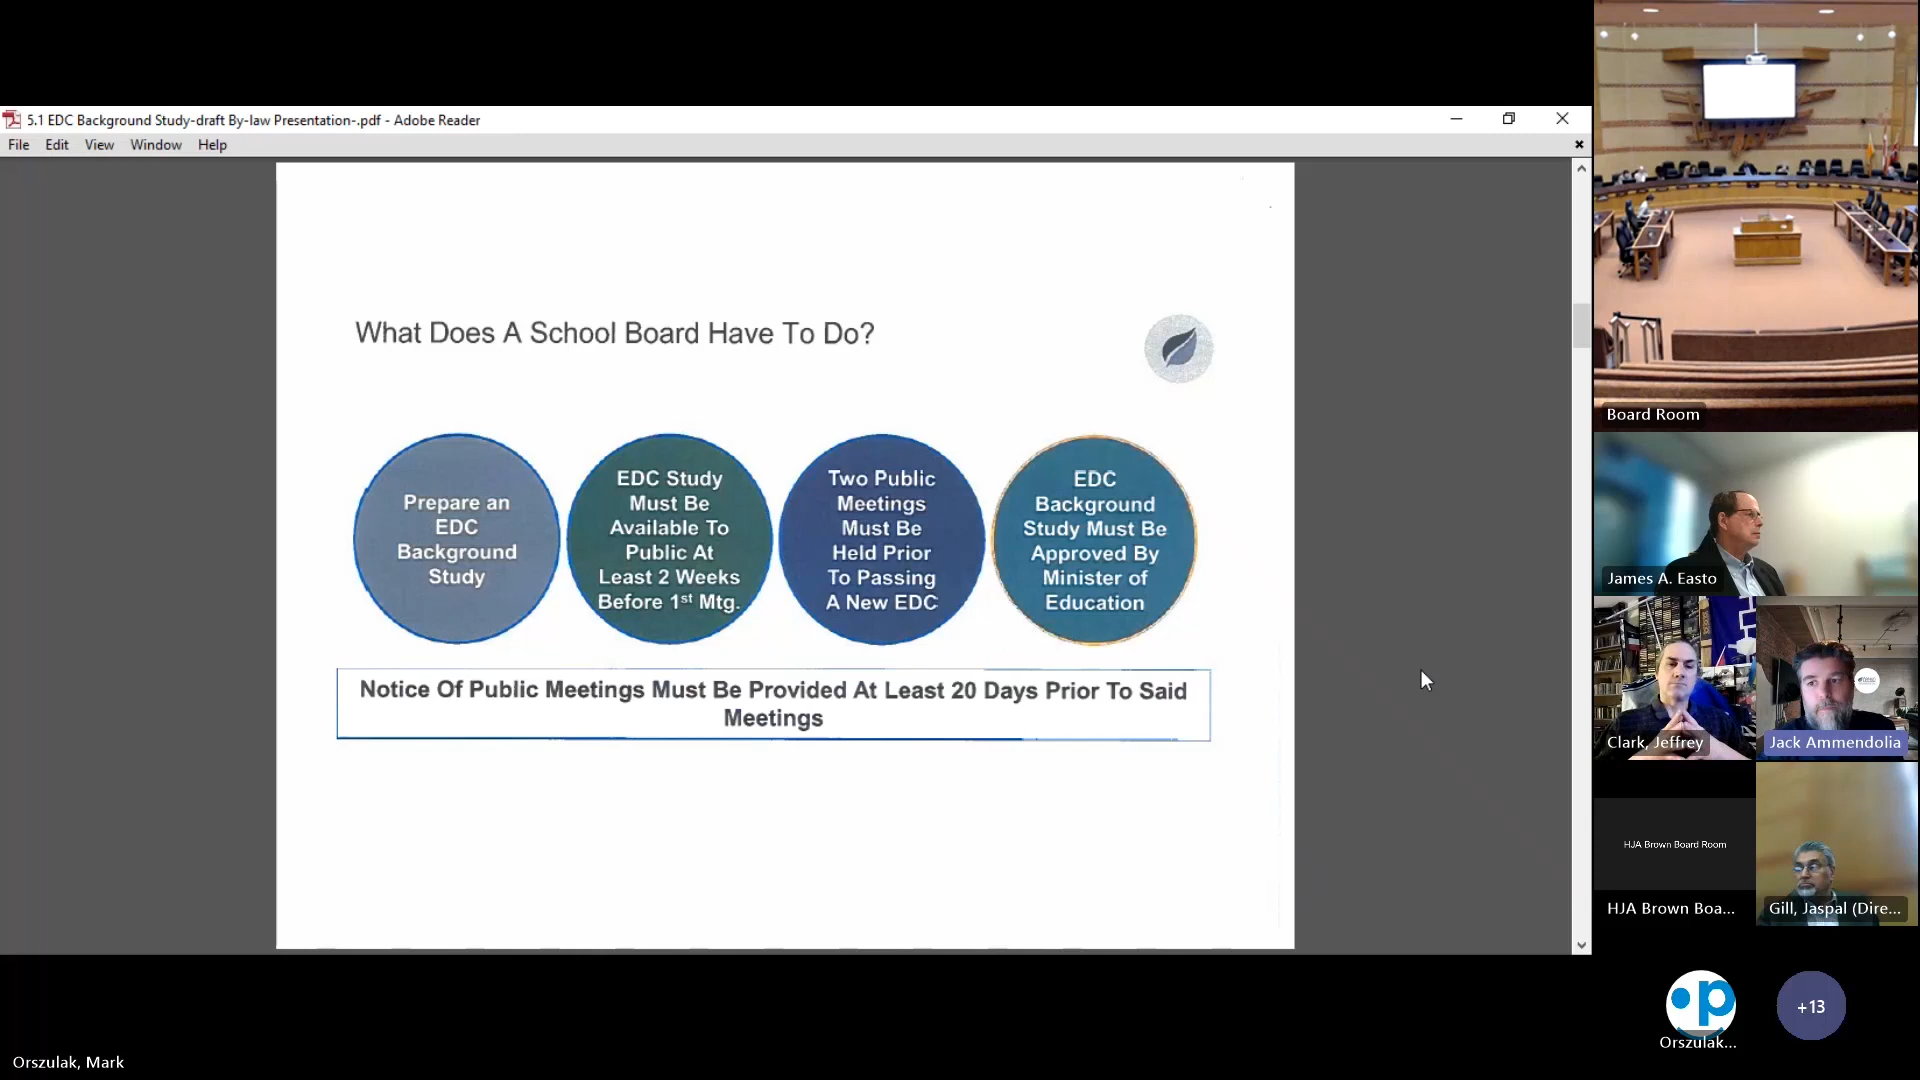 5.1 EDC Background Study-draft By-law Presentation-.pdf - Adobe Reader
File Edit View Window Help
What Does A School Board Have To Do?
Prepare an
EDC
Background
Study
EDC Study
Must Be
Available To
Public At
Least 2 Weeks
Before 1st Mtg.
Two Public
Meetings
Must Be
Held Prior
To Passing
A New EDC
EDC
Background
Study Must Be
Approved By
Minister of
Education
Notice Of Public Meetings Must Be Provided At Least 20 Days Prior To Said
Meetings
Board Room
James A. Easto
Clark, Jeffrey
Jack Ammendolia
HJA Brown Board Room
HJA Brown Boa...
Gill, Jaspal (Dire...
p
Orszulak...
+13
Orszulak, Mark